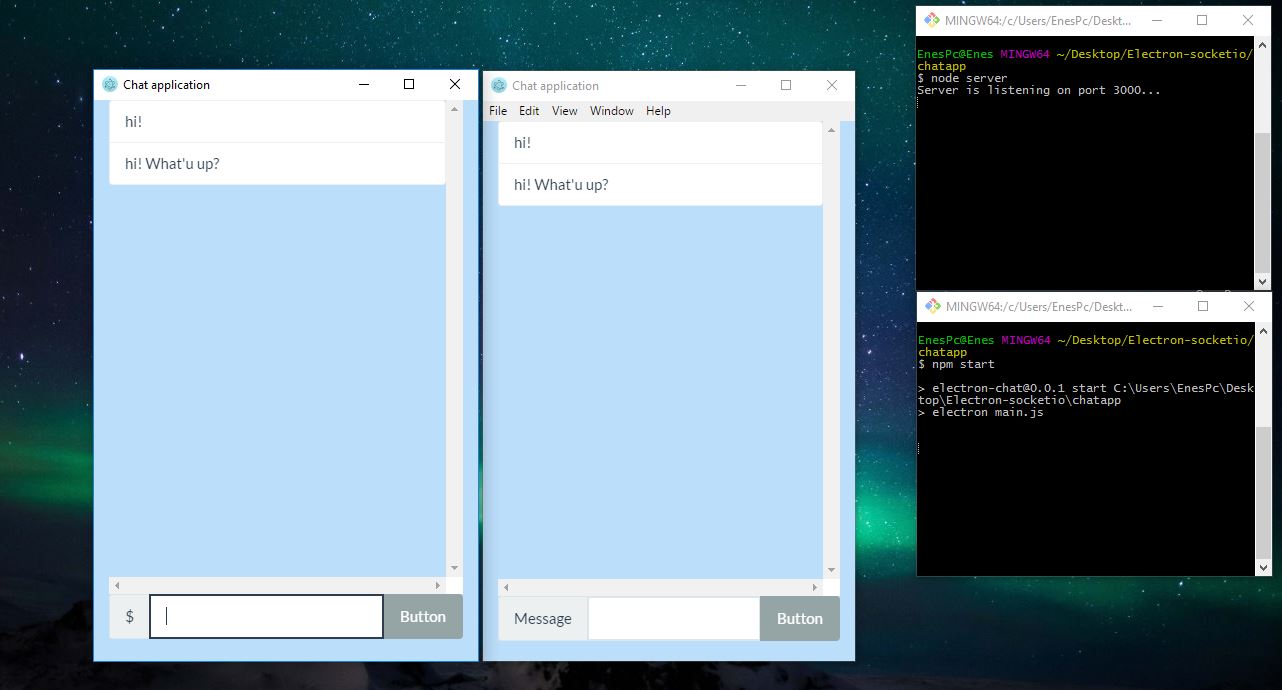 Chat application
hi!
hi! What'u up?
$
Button
Chat application
File Edit View Window Help
hi!
hi! What'u up?
Message
Button
MINGW64:/c/Users/EnesPc/Deskt...
EnesPc@Enes MINGW64 ~/Desktop/Electron-socketio/
chatapp
$ node server
Server is listening on port 3000...
MINGW64:/c/Users/EnesPc/Deskt...
EnesPc@Enes MINGW64 ~/Desktop/Electron-socketio/
chatapp
$ npm start
> electron-chat@0.0.1 start C:\Users\EnesPc\Desk
top\Electron-socketio\chatapp
> electron main.js